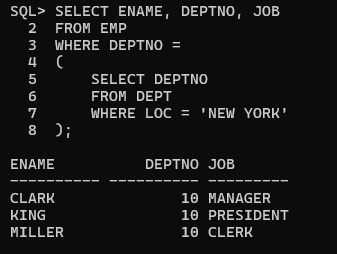 SQL> SELECT ENAME, DEPTNO, JOB
  2  FROM EMP
  3  WHERE DEPTNO =
  4  (
  5      SELECT DEPTNO
  6      FROM DEPT
  7      WHERE LOC = 'NEW YORK'
  8  );

ENAME          DEPTNO JOB
---------- ---------- ---------
CLARK              10 MANAGER
KING               10 PRESIDENT
MILLER             10 CLERK